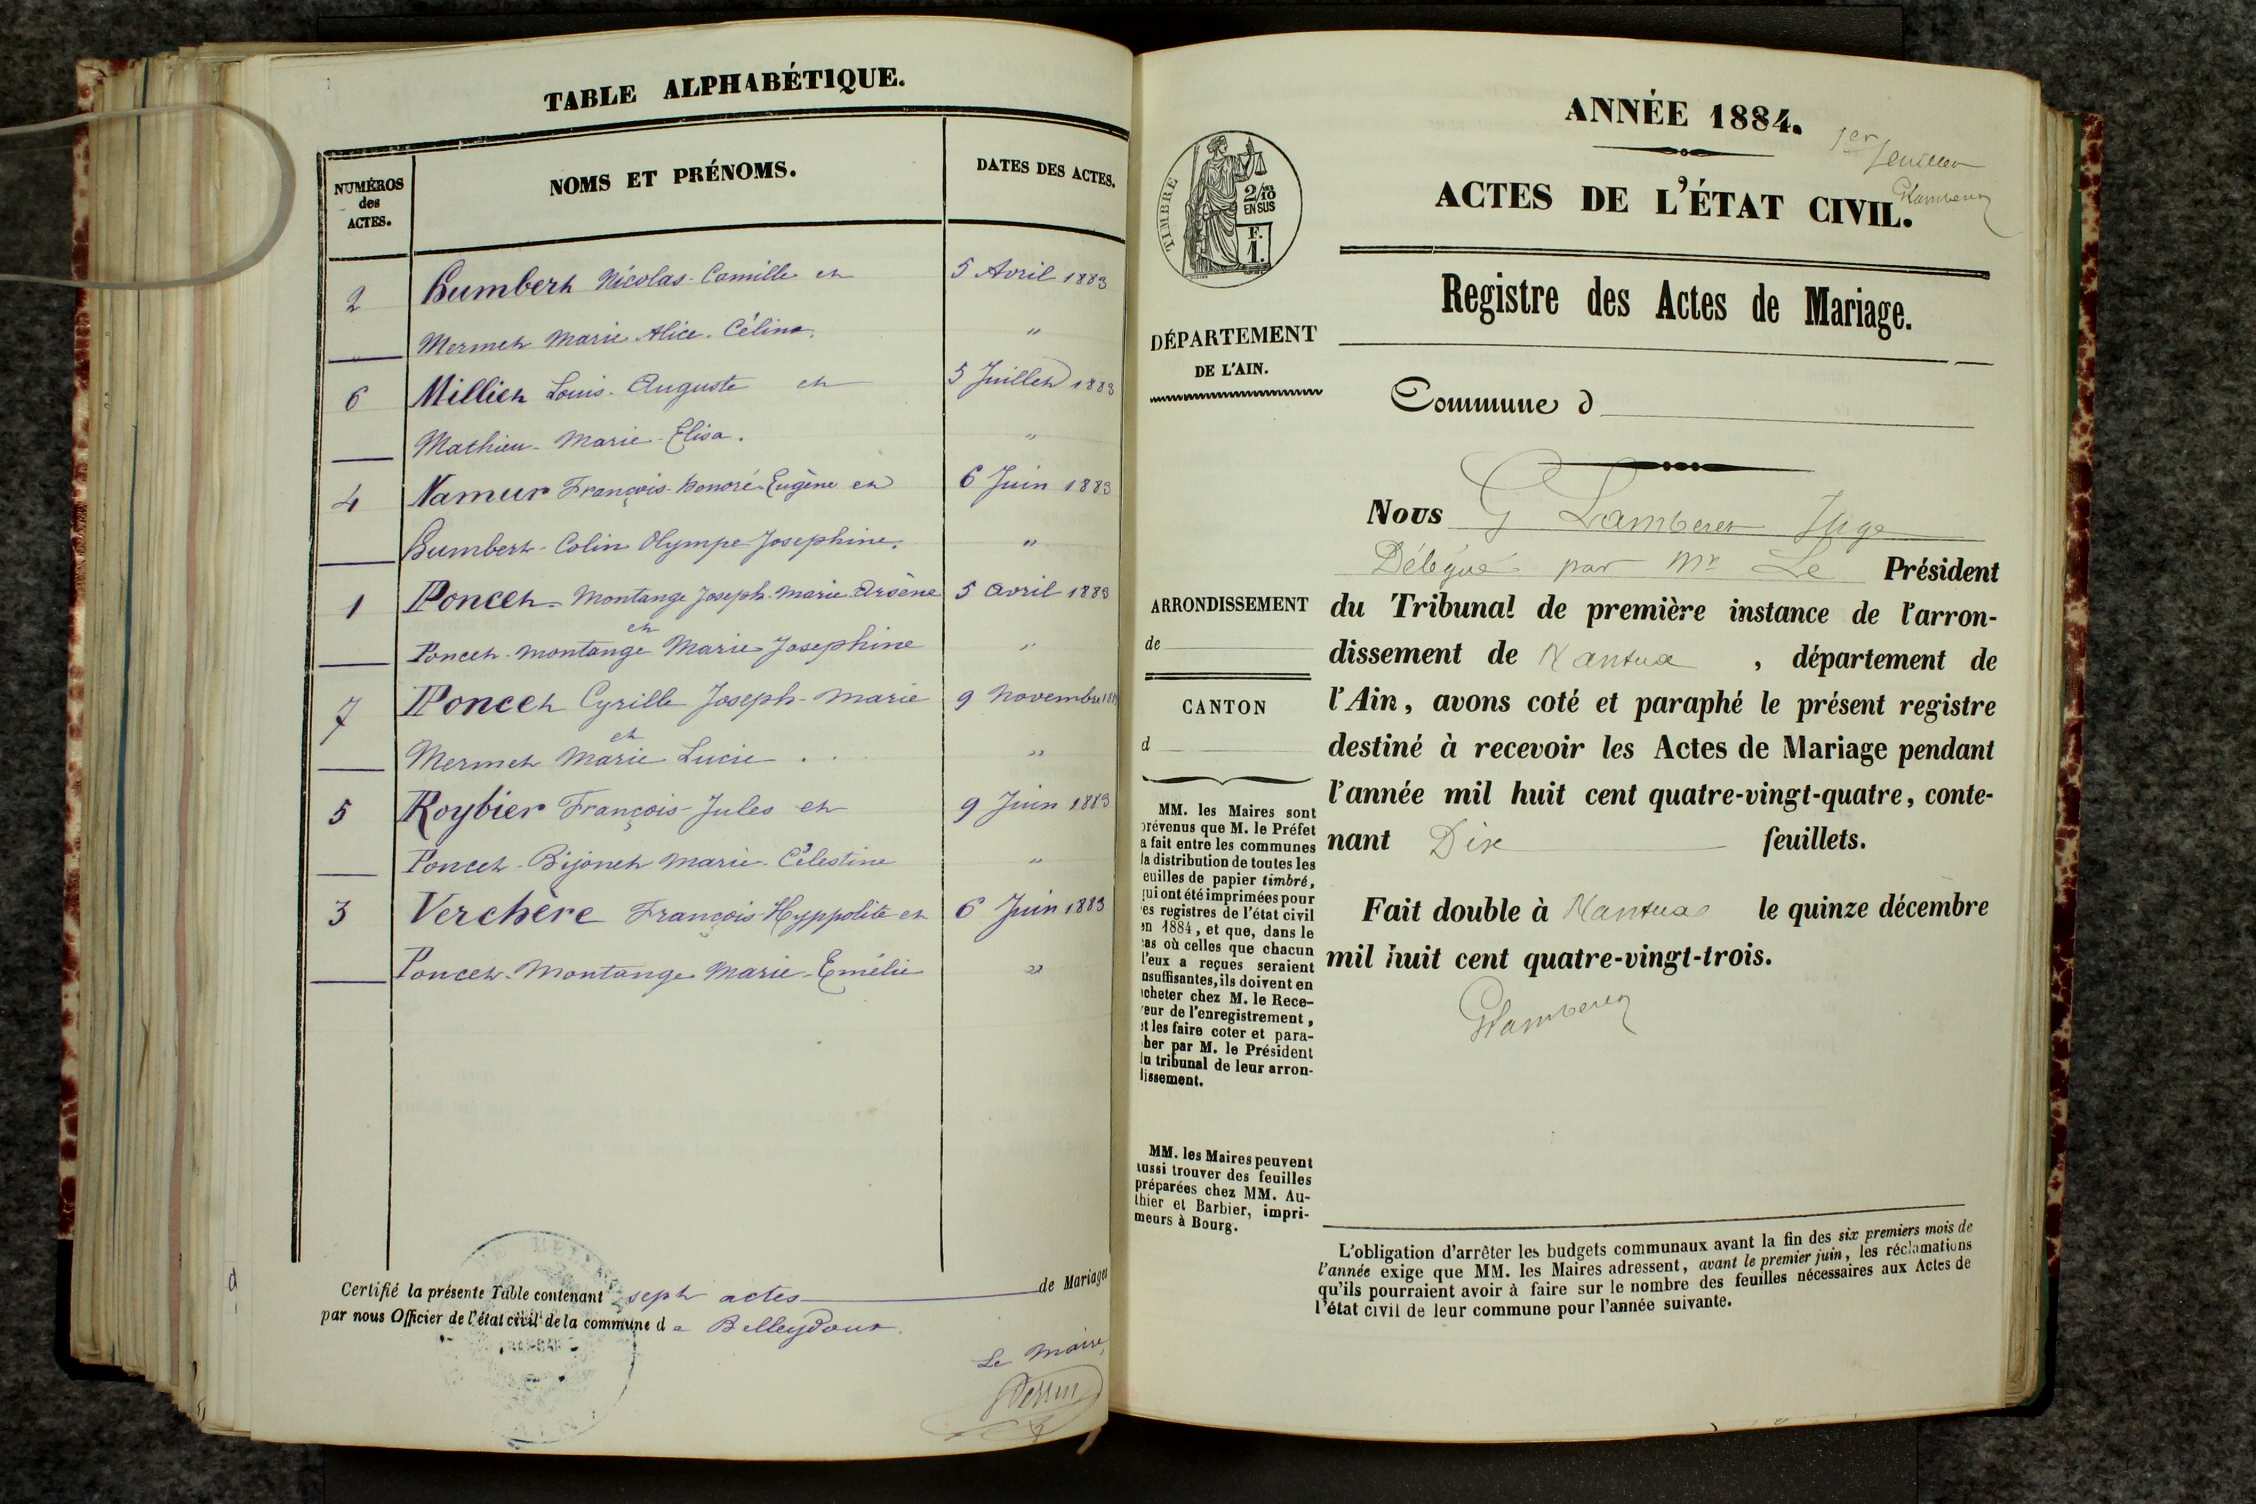 TABLE ALPHABÉTIQUE.
NUMÉROS
des
ACTES.
NOMS ET PRÉNOMS.
DATES DES ACTES.
2 Humbert Nicolas-Camille et 5 Avril 1883
Mermet Marie Alice. Célina. "
6 Milliet Louis-Auguste et 5 Juillet 1883
Mathieu-Marie-Elisa. "
4 Namur François-honoré-Eugène et 6 Juin 1883
Humbert-Colin Olympe Josephine. "
1 Poncet-Montange Joseph-Marie Arsène 5 avril 1883
et
Poncet-Montange Marie Josephine "
7 Poncet Cyrille Joseph-Marie 9 Novembre
et
Mermet Marie Lucie . . "
5 Roybier François-Jules et 9 Juin 1883
Poncet-Bijonet Marie-Célestine "
3 Verchère François-Hyppolite et 6 Juin 1883
Poncet-Montange Marie-Emélie "
Certifié la présente Table contenant sept actes de Mariages
par nous Officier de l'état civil de la commune de Belleydoux.
Le Maire,
d
ANNÉE 1884.
1er feuillet
GLamberet
ACTES DE L'ÉTAT CIVIL.
TIMBRE
2/10es
EN SUS
F.
1.
Registre des Actes de Mariage.
DÉPARTEMENT
DE L'AIN.
Commune d
Nous G Lamberet Juge
Délégué par Mr Le Président
ARRONDISSEMENT
de
CANTON
d
du Tribunal de première instance de l'arron-
dissement de Nantua , département de
l'Ain, avons coté et paraphé le présent registre
destiné à recevoir les Actes de Mariage pendant
l'année mil huit cent quatre-vingt-quatre, conte-
nant Dix feuillets.
Fait double à Nantua le quinze décembre
mil huit cent quatre-vingt-trois.
GLamberet
MM. les Maires sont
prévenus que M. le Préfet
a fait entre les communes
la distribution de toutes les
feuilles de papier timbré,
qui ont été imprimées pour
les registres de l'état civil
en 1884, et que, dans le
cas où celles que chacun
d'eux a reçues seraient
insuffisantes, ils doivent en
acheter chez M. le Rece-
veur de l'enregistrement,
et les faire coter et para-
pher par M. le Président
du tribunal de leur arron-
dissement.
MM. les Maires peuvent
aussi trouver des feuilles
préparées chez MM. Au-
thier et Barbier, impri-
meurs à Bourg.
L'obligation d'arrêter les budgets communaux avant la fin des six premiers mois de
l'année exige que MM. les Maires adressent, avant le premier juin, les réclamations
qu'ils pourraient avoir à faire sur le nombre des feuilles nécessaires aux Actes de
l'état civil de leur commune pour l'année suivante.